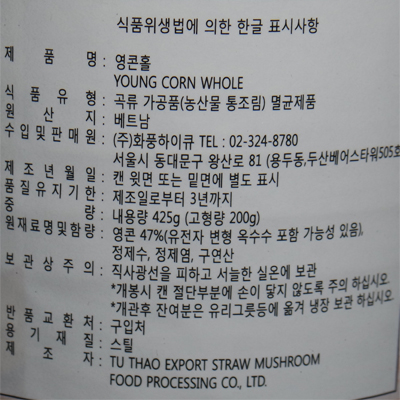 식품위생법에 의한 한글 표시사항
제 품 명 : 영콘홀
YOUNG CORN WHOLE
식 품 유 형 : 곡류 가공품(농산물 통조림) 멸균제품
원 산 지 : 베트남
수입및판매원 : (주)화풍하이큐 TEL : 02-324-8780
서울시 동대문구 왕산로 81 (용두동,두산베어스타워505호
제 조 년 월 일 : 캔 윗면 또는 밑면에 별도 표시
품질유지기한 : 제조일로부터 3년까지
중 량 : 내용량 425g (고형량 200g)
원재료명및함량 : 영콘 47%(유전자 변형 옥수수 포함 가능성 있음),
정제수, 정제염, 구연산
보 관 상 주 의 : 직사광선을 피하고 서늘한 실온에 보관
*개봉시 캔 절단부분에 손이 닿지 않도록 주의 하십시오.
*개관후 잔여분은 유리그릇등에 옮겨 냉장 보관 하십시오.
반 품 교 환 처 : 구입처
용 기 재 질 : 스틸
제 조 자 : TU THAO EXPORT STRAW MUSHROOM
FOOD PROCESSING CO., LTD.